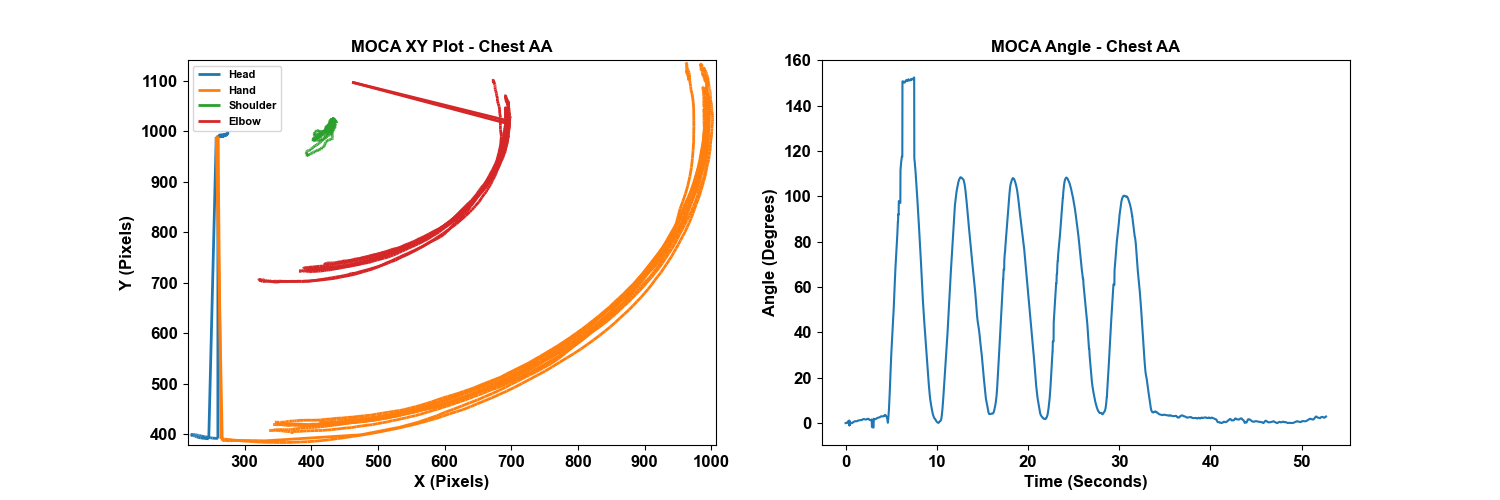 MOCA XY Plot - Chest AA
Head
Hand
Shoulder
Elbow
1100
1000
900
800
700
600
500
400
Y (Pixels)
300 400 500 600 700 800 900 1000
X (Pixels)
MOCA Angle - Chest AA
160
140
120
100
80
60
40
20
0
Angle (Degrees)
0 10 20 30 40 50
Time (Seconds)